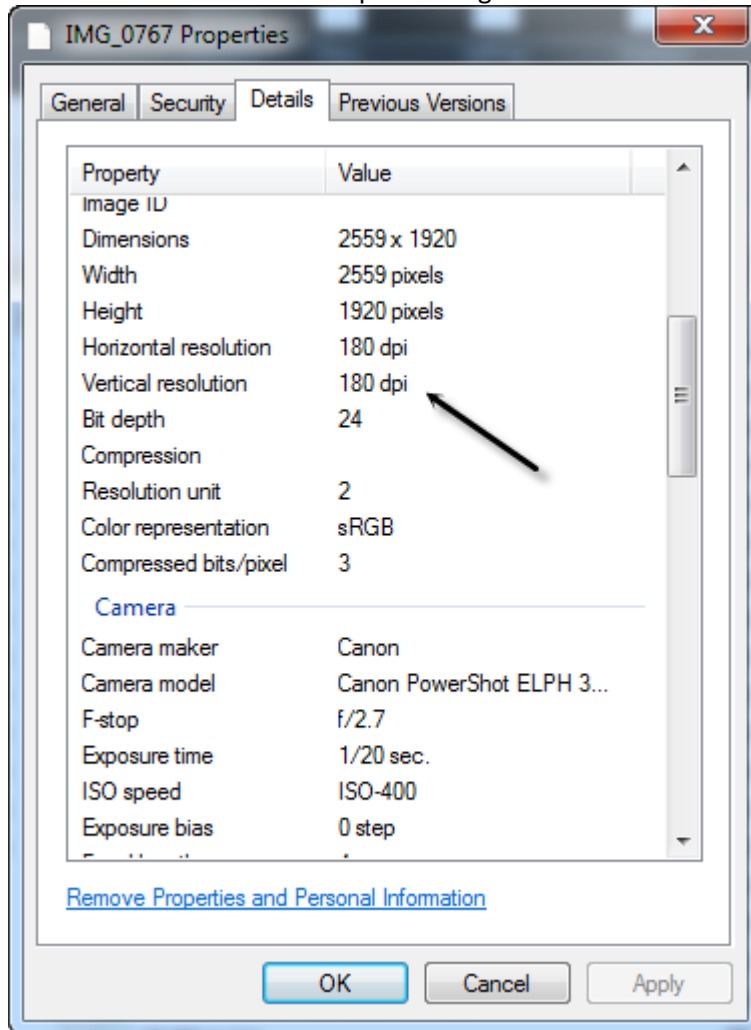 IMG_0767 Properties
General Security Details Previous Versions
Property Value
Image ID
Dimensions 2559 x 1920
Width 2559 pixels
Height 1920 pixels
Horizontal resolution 180 dpi
Vertical resolution 180 dpi
Bit depth 24
Compression
Resolution unit 2
Color representation sRGB
Compressed bits/pixel 3
Camera
Camera maker Canon
Camera model Canon PowerShot ELPH 3...
F-stop f/2.7
Exposure time 1/20 sec.
ISO speed ISO-400
Exposure bias 0 step
Remove Properties and Personal Information
OK Cancel Apply